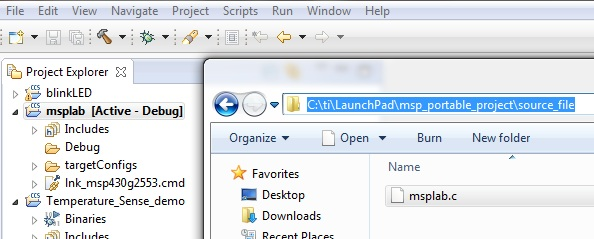 File Edit View Navigate Project Scripts Run Window Help
Project Explorer
blinkLED
msplab [Active - Debug]
Includes
Debug
targetConfigs
lnk_msp430g2553.cmd
Temperature_Sense_demo
Binaries
Includes
C:\ti\LaunchPad\msp_portable_project\source_file
Organize Open Burn New folder
Favorites
Desktop
Downloads
Recent Places
Name
msplab.c